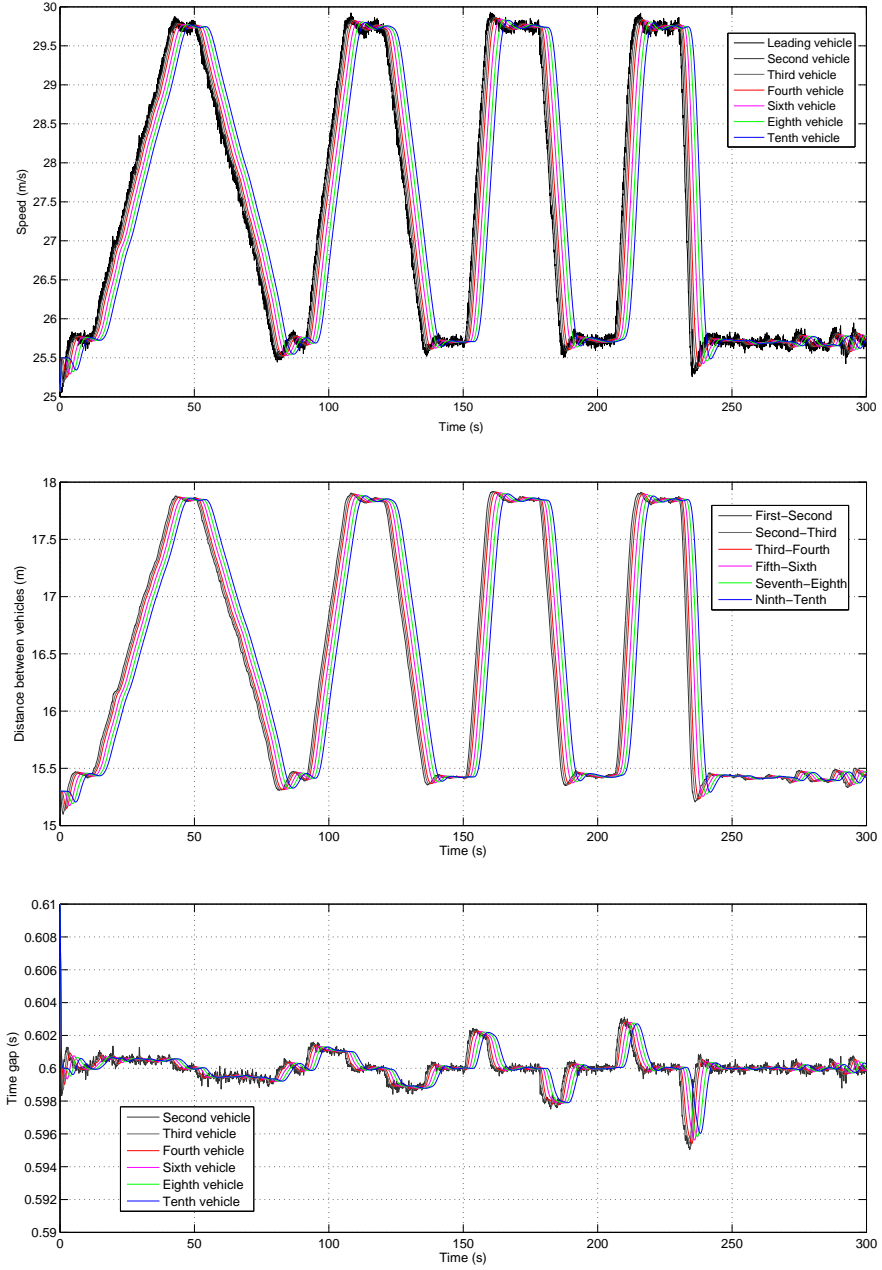 30
29.5
29
28.5
28
27.5
27
26.5
26
25.5
25
Speed (m/s)
0
50
100
150
200
250
300
Time (s)
Leading vehicle
Second vehicle
Third vehicle
Fourth vehicle
Sixth vehicle
Eighth vehicle
Tenth vehicle
18
17.5
17
16.5
16
15.5
15
Distance between vehicles (m)
0
50
100
150
200
250
300
Time (s)
First−Second
Second−Third
Third−Fourth
Fifth−Sixth
Seventh−Eighth
Ninth−Tenth
0.61
0.608
0.606
0.604
0.602
0.6
0.598
0.596
0.594
0.592
0.59
Time gap (s)
0
50
100
150
200
250
300
Time (s)
Second vehicle
Third vehicle
Fourth vehicle
Sixth vehicle
Eighth vehicle
Tenth vehicle